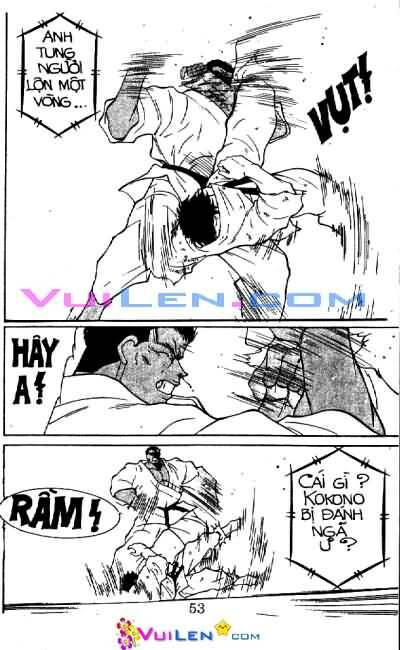 ANH
TUNG
NGƯỜI
LỘN MỘT
VÒNG...
VỤT!
VUILEN.COM
HÂY
A!
RẦM!
CÁI GÌ ?
KOKONO
BỊ ĐÁNH
NGÃ
Ư ?
53
VUILEN.COM